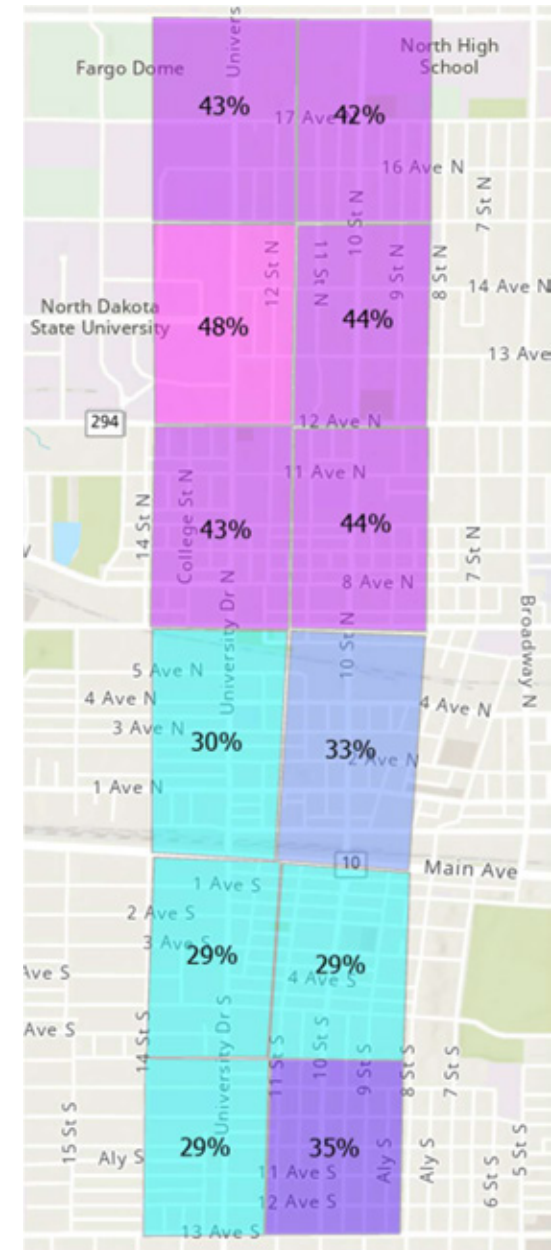 Univers
North High
School
Fargo Dome
43%
17 Ave
42%
16 Ave N
7 St N
10 St N
12 St N
11 St N
9 St N
8 St N
14 Ave N
North Dakota
State University
48%
44%
13 Ave
294
12 Ave N
11 Ave N
14 St N
College St N
43%
44%
7 St N
8 Ave N
University Dr N
10 St N
Broadway N
5 Ave N
4 Ave N
4 Ave N
3 Ave N
30%
33%
2 Ave N
1 Ave N
10
Main Ave
1 Ave S
2 Ave S
3 Ave S
29%
29%
4 Ave S
Ave S
Ave S
14 St S
University Dr S
11 St S
10 St S
9 St S
8 St S
7 St S
15 St S
Aly S
29%
35%
Aly S
Aly S
6 St S
5 St S
11 Ave S
12 Ave S
13 Ave S